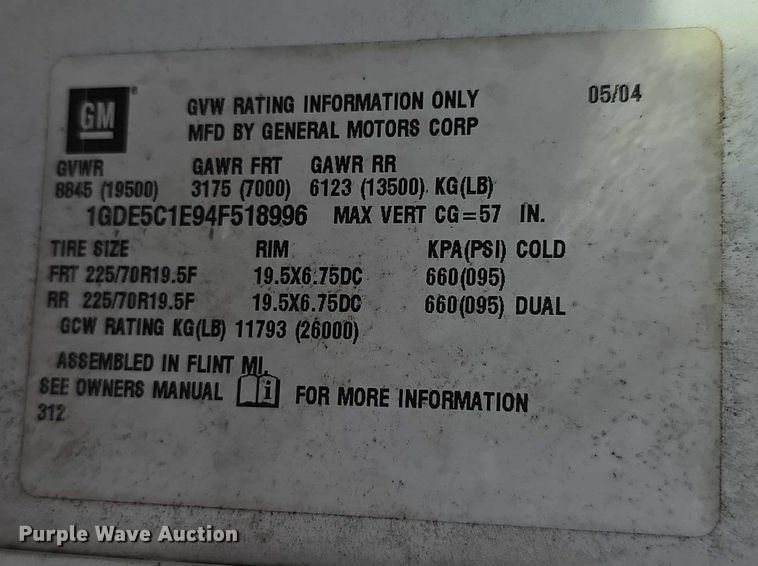 GM ® GVW RATING INFORMATION ONLY 05/04
MFD BY GENERAL MOTORS CORP
GVWR GAWR FRT GAWR RR
8845 (19500) 3175 (7000) 6123 (13500) KG(LB)
1GDE5C1E94F518996 MAX VERT CG=57 IN.
TIRE SIZE RIM KPA(PSI) COLD
FRT 225/70R19.5F 19.5X6.75DC 660(095)
RR 225/70R19.5F 19.5X6.75DC 660(095) DUAL
GCW RATING KG(LB) 11793 (26000)
ASSEMBLED IN FLINT MI.
SEE OWNERS MANUAL i FOR MORE INFORMATION
312
Purple Wave Auction